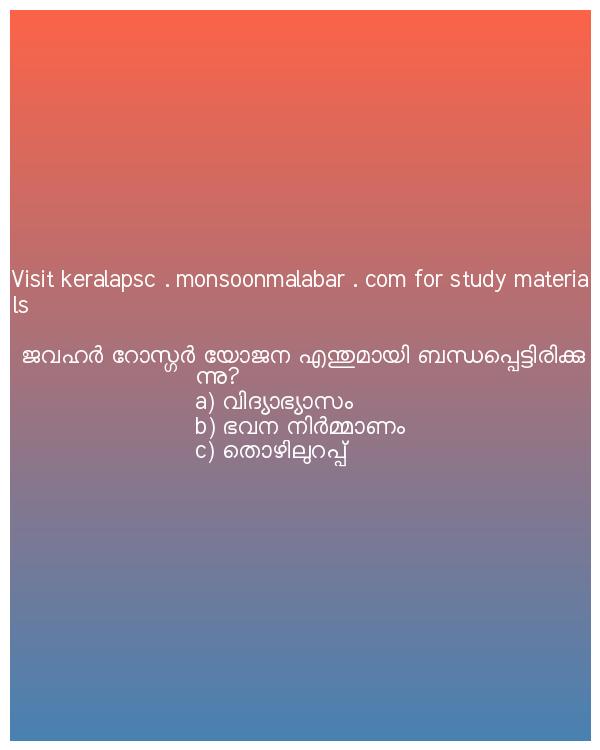 Visit keralapsc . monsoonmalabar . com for study materia
ls
ജവഹർ റോസ്ഗർ യോജന എന്തുമായി ബന്ധപ്പെട്ടിരിക്കു
ന്നു?
a) വിദ്യാഭ്യാസം
b) ഭവന നിർമ്മാണം
c) തൊഴിലുറപ്പ്